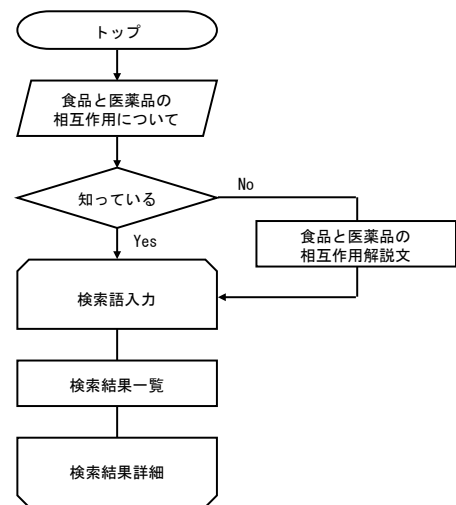 トップ
食品と医薬品の
相互作用について
知っている
No
Yes
食品と医薬品の
相互作用解説文
検索語入力
検索結果一覧
検索結果詳細